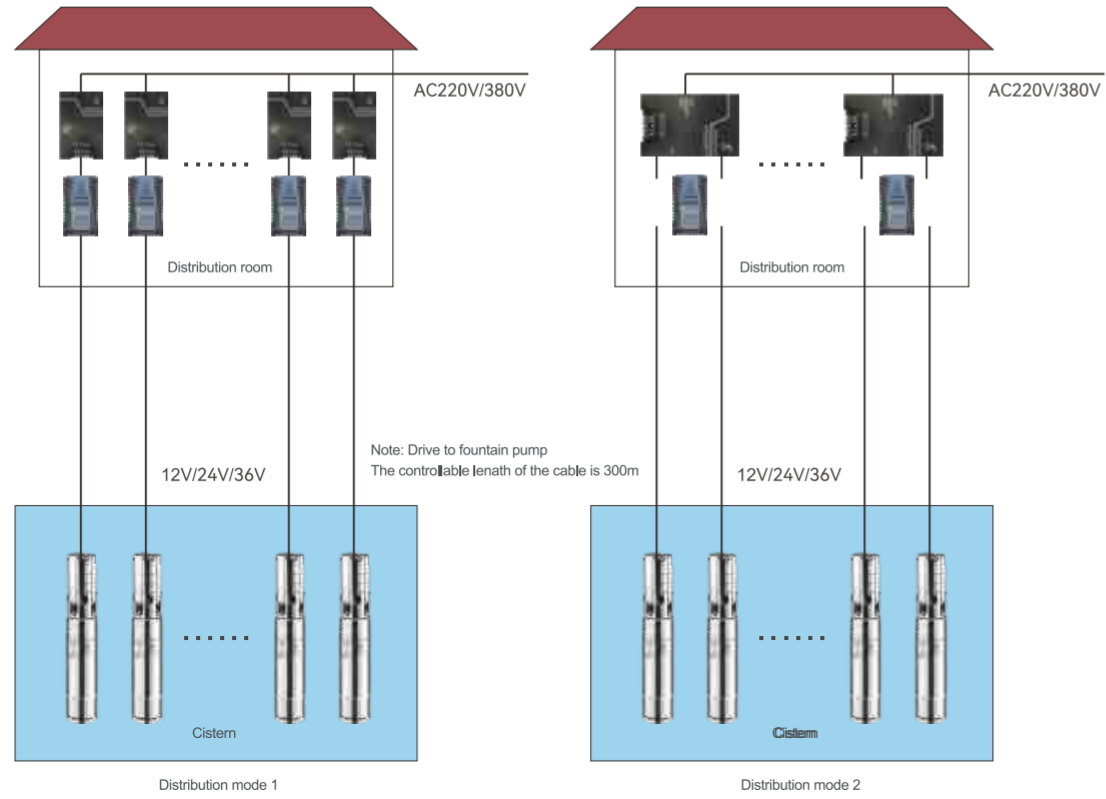 AC220V/380V
Distribution room
12V/24V/36V
Note: Drive to fountain pump
The controllable lenath of the cable is 300m
Cistern
Distribution mode 1
AC220V/380V
Distribution room
12V/24V/36V
Cistern
Distribution mode 2